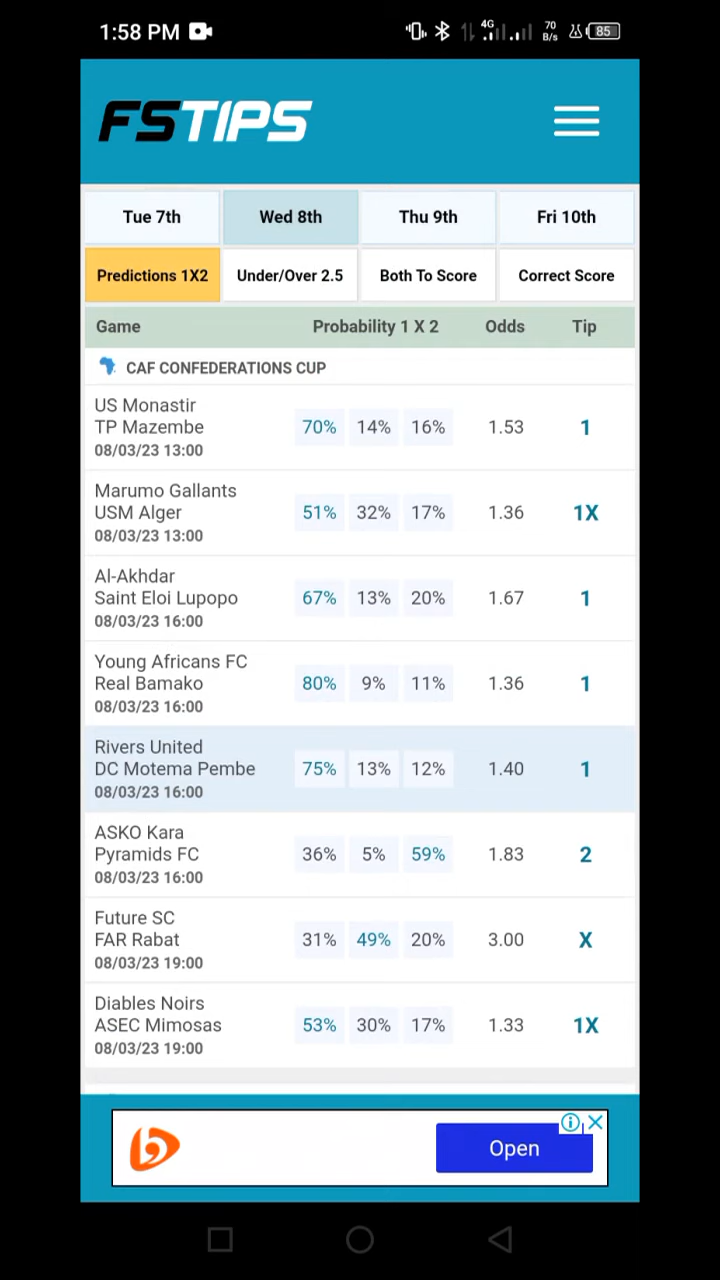 1:58 PM 4G 70 B/s 85
FSTIPS
Tue 7th Wed 8th Thu 9th Fri 10th
Predictions 1X2 Under/Over 2.5 Both To Score Correct Score
Game Probability 1 X 2 Odds Tip
CAF CONFEDERATIONS CUP
US Monastir
TP Mazembe 70% 14% 16% 1.53 1
08/03/23 13:00
Marumo Gallants
USM Alger 51% 32% 17% 1.36 1X
08/03/23 13:00
Al-Akhdar
Saint Eloi Lupopo 67% 13% 20% 1.67 1
08/03/23 16:00
Young Africans FC
Real Bamako 80% 9% 11% 1.36 1
08/03/23 16:00
Rivers United
DC Motema Pembe 75% 13% 12% 1.40 1
08/03/23 16:00
ASKO Kara
Pyramids FC 36% 5% 59% 1.83 2
08/03/23 16:00
Future SC
FAR Rabat 31% 49% 20% 3.00 X
08/03/23 19:00
Diables Noirs
ASEC Mimosas 53% 30% 17% 1.33 1X
08/03/23 19:00
Open